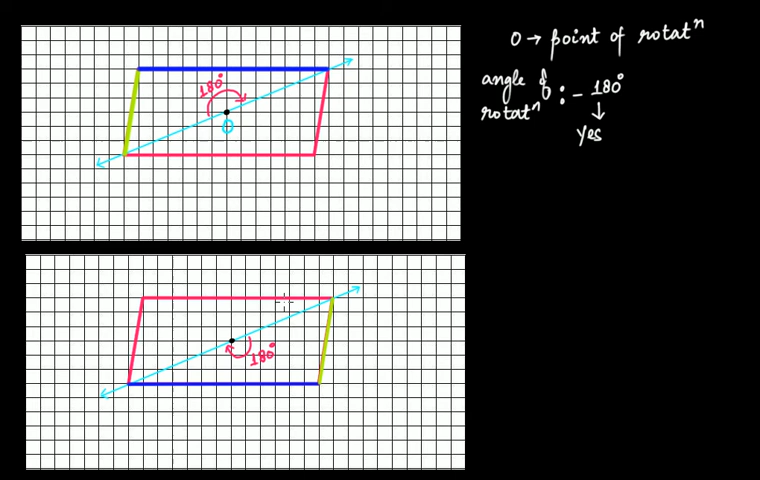 O → point of rotatⁿ
angle of
rotatⁿ : - 180°
↓
Yes
180°
O
180°